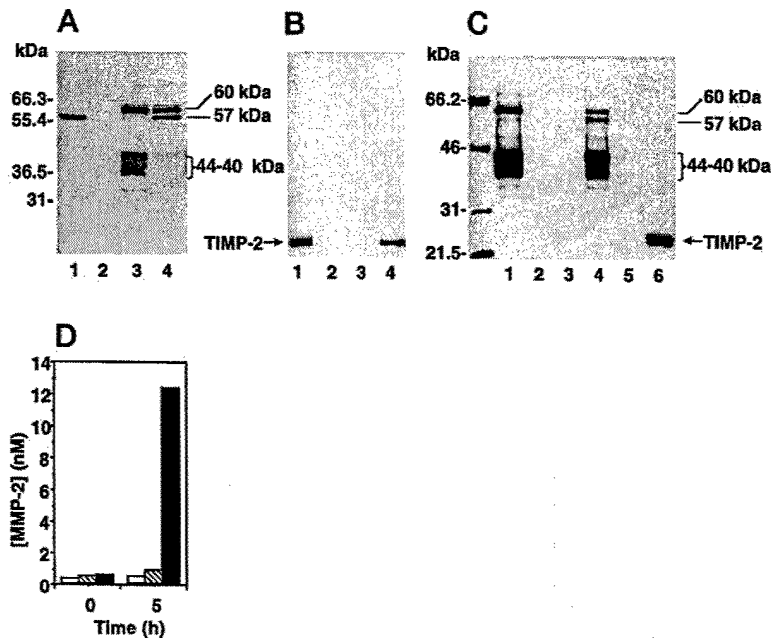 A
kDa
66.3-
55.4-
36.5-
31-
60 kDa
57 kDa
44-40 kDa
1 2 3 4
B
TIMP-2
1 2 3 4
C
66.2-
46-
31-
21.5-
60 kDa
57 kDa
44-40 kDa
TIMP-2
1 2 3 4 5 6
D
[MMP-2] (nM)
14
12
10
8
6
4
2
0
0 5
Time (h)